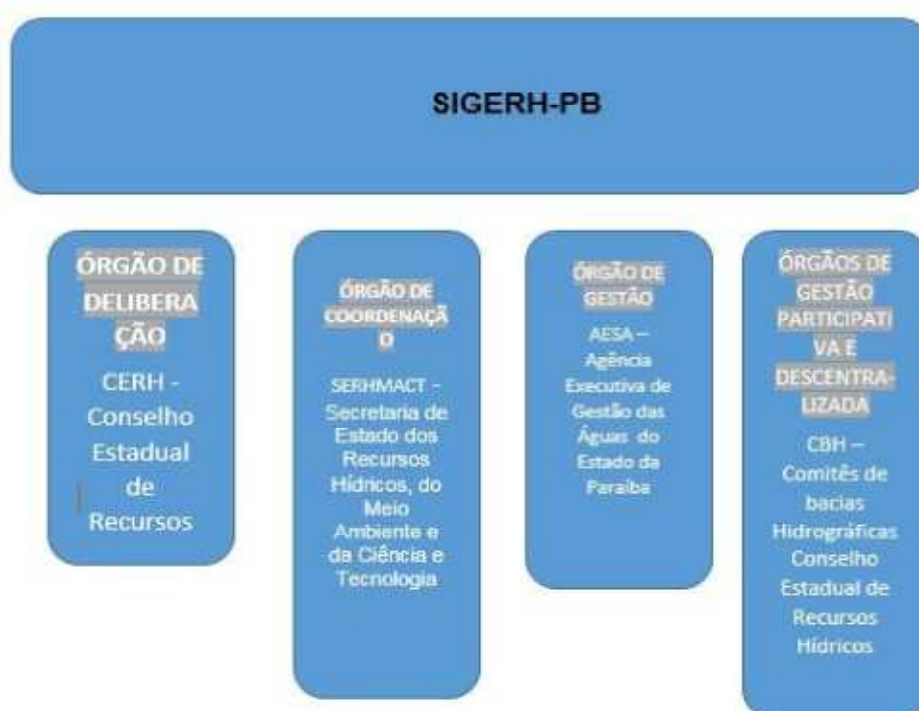 SIGERH-PB
ÓRGÃO DE
DELIBERA
ÇÃO
CERH -
Conselho
Estadual
de
Recursos
ÓRGÃO DE
COORDENAÇÃ
O
SERHMACT –
Secretaria de
Estado dos
Recursos
Hídricos, do
Meio
Ambiente e
da Ciência e
Tecnologia
ÓRGÃO DE
GESTÃO
AESA –
Agência
Executiva de
Gestão das
Águas do
Estado da
Paraíba
ÓRGÃOS DE
GESTÃO
PARTICIPATI
VA E
DESCENTRA-
LIZADA
CBH –
Comitês de
bacias
Hidrográficas
Conselho
Estadual de
Recursos
Hídricos